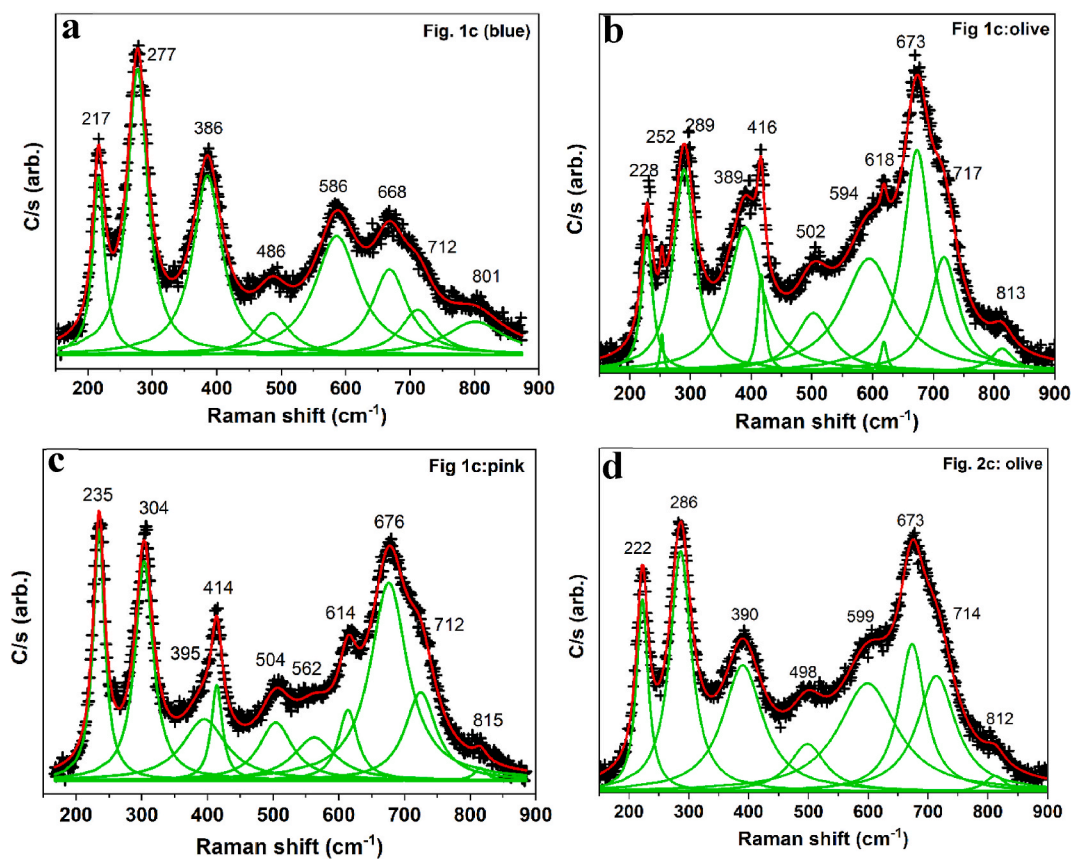 a
Fig. 1c (blue)
217
277
386
486
586
668
712
801
C/s (arb.)
200 300 400 500 600 700 800 900
Raman shift (cm-1)
b
Fig 1c:olive
228
252
289
389
416
502
594
618
673
717
813
C/s (arb.)
200 300 400 500 600 700 800 900
Raman shift (cm-1)
c
Fig 1c:pink
235
304
395
414
504
562
614
676
712
815
C/s (arb.)
200 300 400 500 600 700 800 900
Raman shift (cm-1)
d
Fig. 2c: olive
222
286
390
498
599
673
714
812
C/s (arb.)
200 300 400 500 600 700 800 900
Raman shift (cm-1)